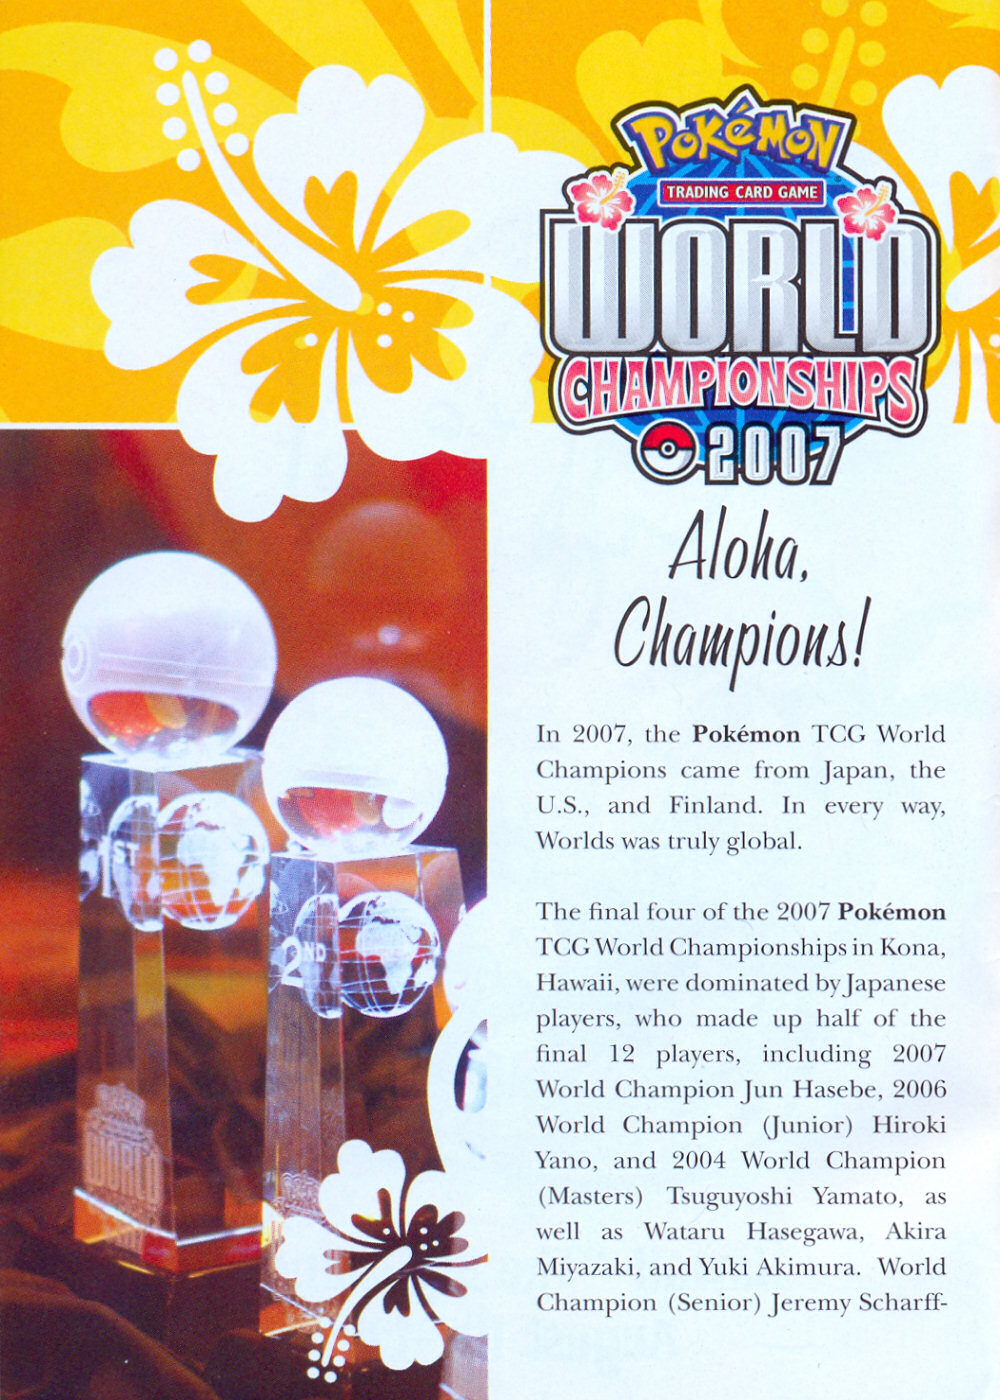 POKéMON
TRADING CARD GAME
WORLD
CHAMPIONSHIPS
2007
Aloha,
Champions!
In 2007, the Pokémon TCG World
Champions came from Japan, the
U.S., and Finland. In every way,
Worlds was truly global.
The final four of the 2007 Pokémon
TCG World Championships in Kona,
Hawaii, were dominated by Japanese
players, who made up half of the
final 12 players, including 2007
World Champion Jun Hasebe, 2006
World Champion (Junior) Hiroki
Yano, and 2004 World Champion
(Masters) Tsuguyoshi Yamato, as
well as Wataru Hasegawa, Akira
Miyazaki, and Yuki Akimura. World
Champion (Senior) Jeremy Scharff-
1ST
2ND
WORLD